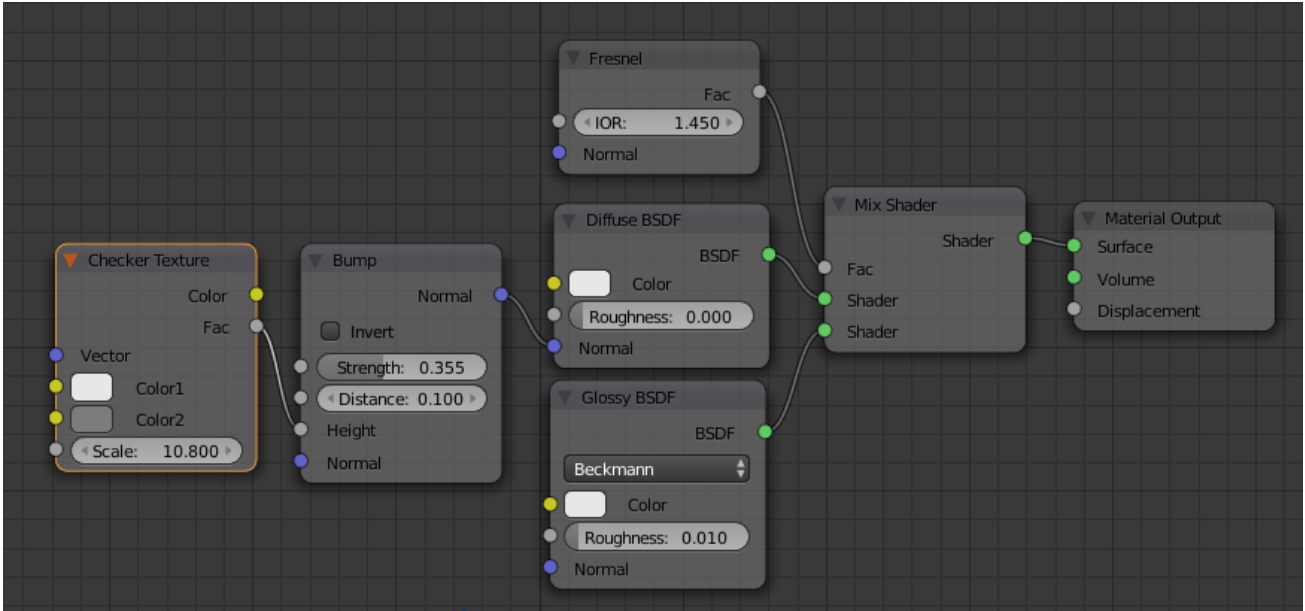 Fresnel
Fac
IOR: 1.450
Normal
Diffuse BSDF
BSDF
Color
Roughness: 0.000
Normal
Mix Shader
Shader
Fac
Shader
Shader
Material Output
Surface
Volume
Displacement
Checker Texture
Color
Fac
Vector
Color1
Color2
Scale: 10.800
Bump
Normal
Invert
Strength: 0.355
Distance: 0.100
Height
Normal
Glossy BSDF
BSDF
Beckmann
Color
Roughness: 0.010
Normal